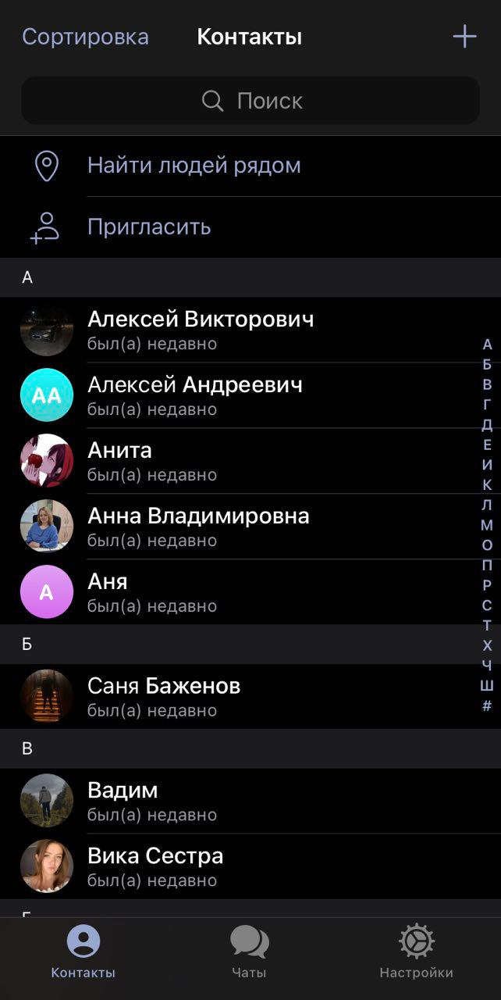 Сортировка Контакты +
Поиск
Найти людей рядом
Пригласить
А
Алексей Викторович
был(а) недавно
АА
Алексей Андреевич
был(а) недавно
Анита
был(а) недавно
Анна Владимировна
был(а) недавно
А
Аня
был(а) недавно
Б
Саня Баженов
был(а) недавно
В
Вадим
был(а) недавно
Вика Сестра
был(а) недавно
А
Б
В
Г
Д
Е
И
К
Л
М
О
П
Р
С
Т
Х
Ч
Ш
#
Контакты Чаты Настройки